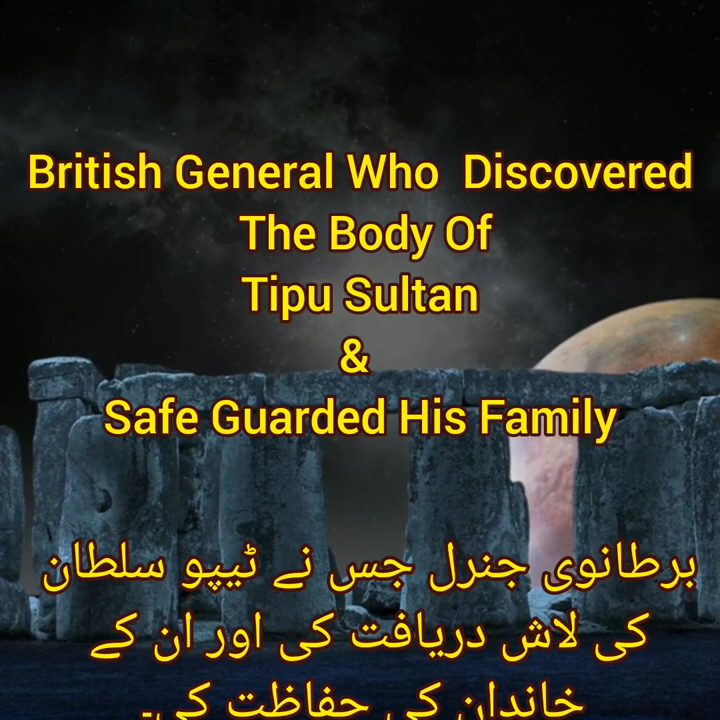 British General Who Discovered
The Body Of
Tipu Sultan
&
Safe Guarded His Family
برطانوی جنرل جس نے ٹیپو سلطان
کی لاش دریافت کی اور ان کے
خاندان کی حفاظت کی۔